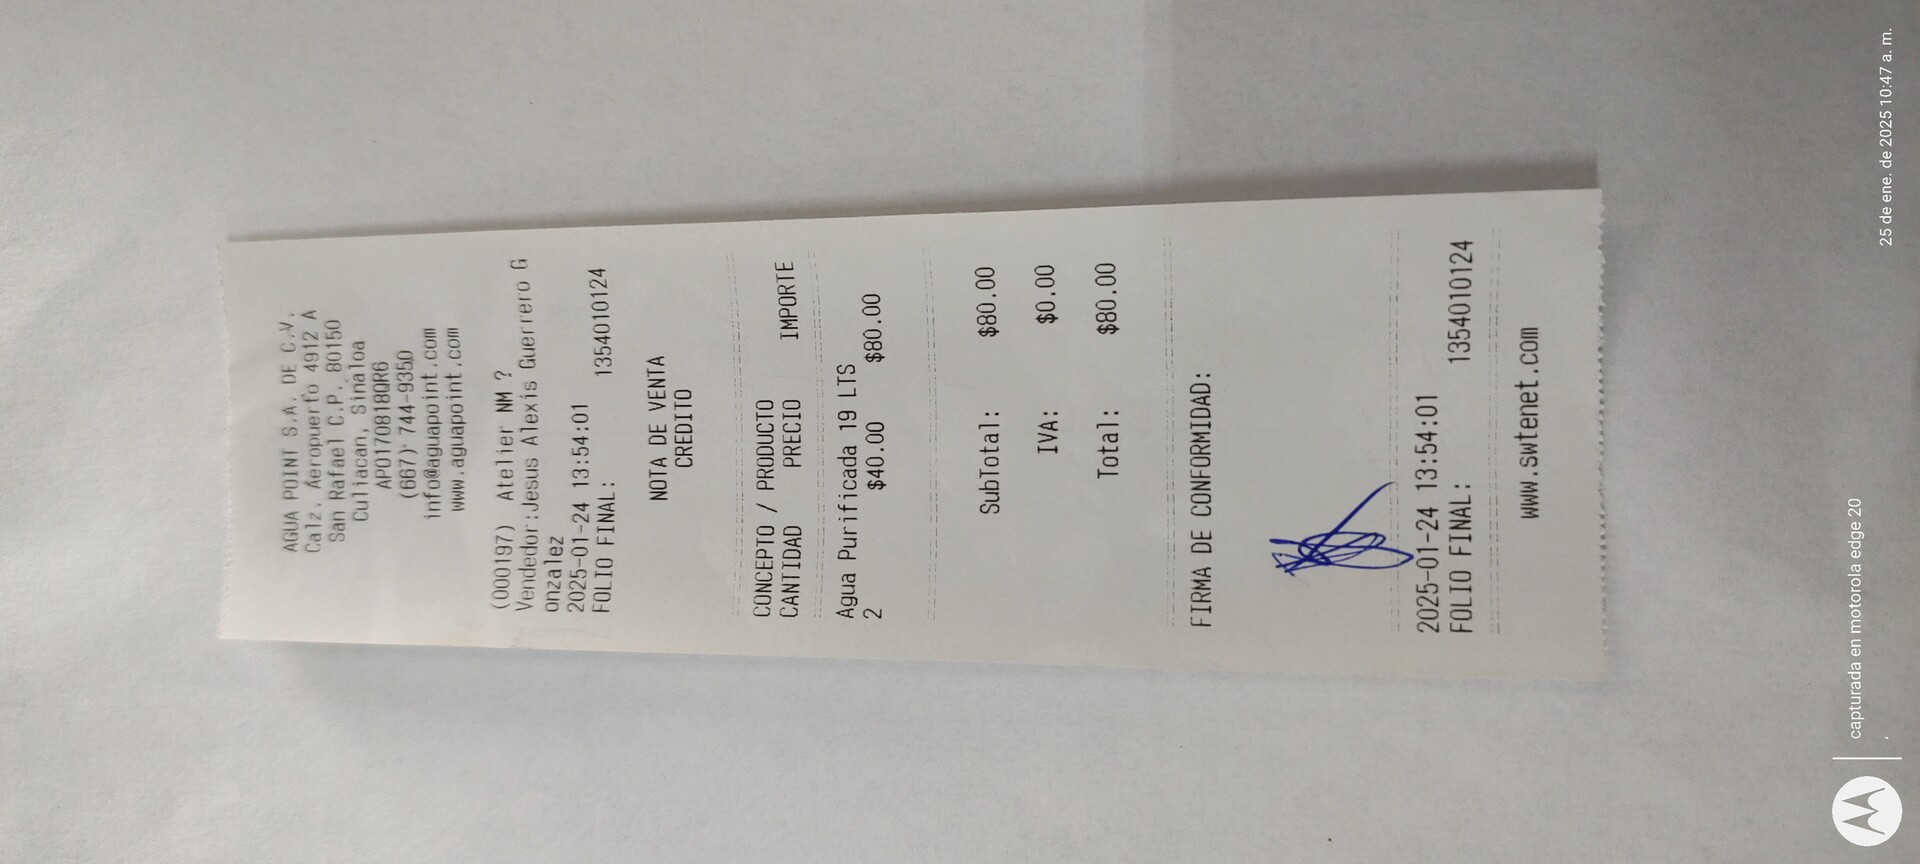 AGUA POINT S.A. DE C.V.
Calz. Aeropuerto 4912 A
San Rafael C.P. 80150
Culiacan, Sinaloa
APO170818QR6
(667) 744-9350
info@aguapoint.com
www.aguapoint.com
(000197) Atelier NM ?
Vendedor:Jesus Alexis Guerrero G
onzalez
2025-01-24 13:54:01
FOLIO FINAL: 1354010124
NOTA DE VENTA
CREDITO
CONCEPTO / PRODUCTO
CANTIDAD PRECIO IMPORTE
Agua Purificada 19 LTS
2 $40.00 $80.00
SubTotal: $80.00
IVA: $0.00
Total: $80.00
FIRMA DE CONFORMIDAD:
2025-01-24 13:54:01
FOLIO FINAL: 1354010124
www.swtenet.com
capturada en motorola edge 20
25 de ene. de 2025 10:47 a. m.